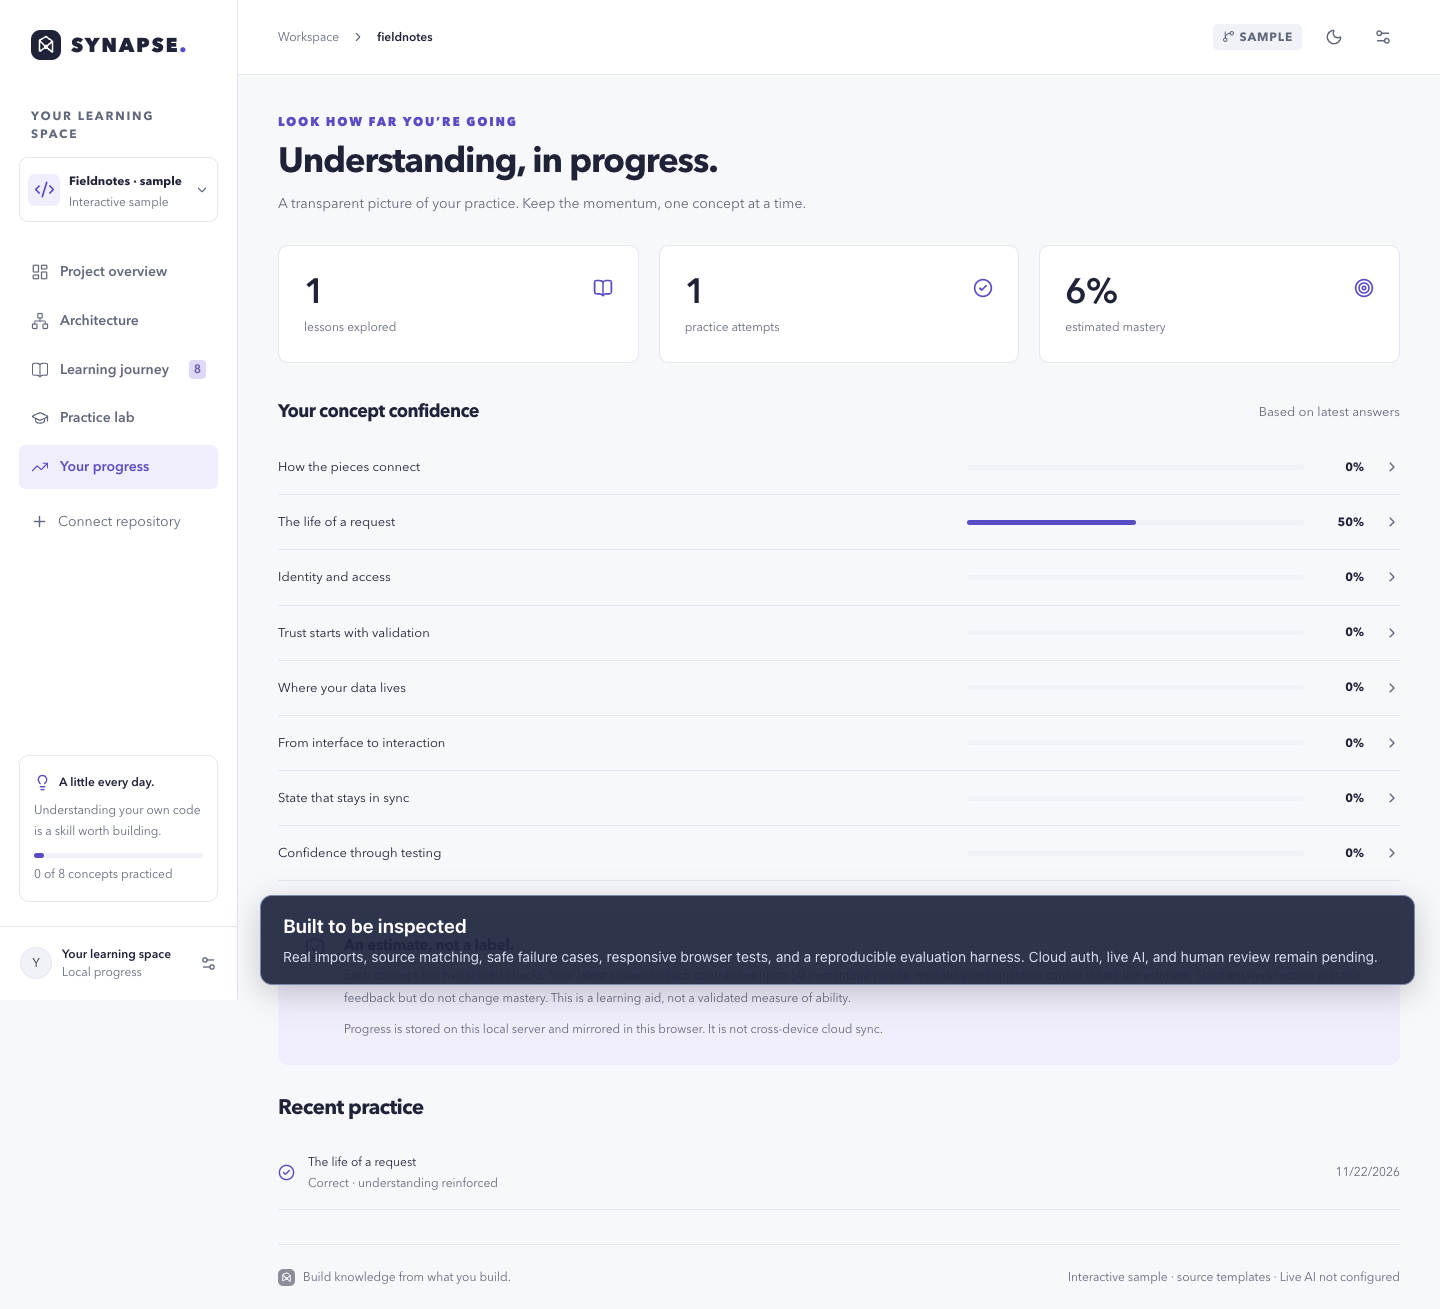 SYNAPSE.
YOUR LEARNING
SPACE
Fieldnotes · sample
Interactive sample
Project overview
Architecture
Learning journey 8
Practice lab
Your progress
Connect repository
A little every day.
Understanding your own code
is a skill worth building.
0 of 8 concepts practiced
Y
Your learning space
Local progress
Workspace > fieldnotes
SAMPLE
LOOK HOW FAR YOU’RE GOING
Understanding, in progress.
A transparent picture of your practice. Keep the momentum, one concept at a time.
1
lessons explored
1
practice attempts
6%
estimated mastery
Your concept confidence
Based on latest answers
How the pieces connect 0%
The life of a request 50%
Identity and access 0%
Trust starts with validation 0%
Where your data lives 0%
From interface to interaction 0%
State that stays in sync 0%
Confidence through testing 0%
Built to be inspected
An estimate, not a label.
Real imports, source matching, safe failure cases, responsive browser tests, and a reproducible evaluation harness. Cloud auth, live AI, and human review remain pending.
feedback but do not change mastery. This is a learning aid, not a validated measure of ability.
Progress is stored on this local server and mirrored in this browser. It is not cross-device cloud sync.
Recent practice
The life of a request
Correct · understanding reinforced
11/22/2026
Build knowledge from what you build.
Interactive sample · source templates · Live AI not configured